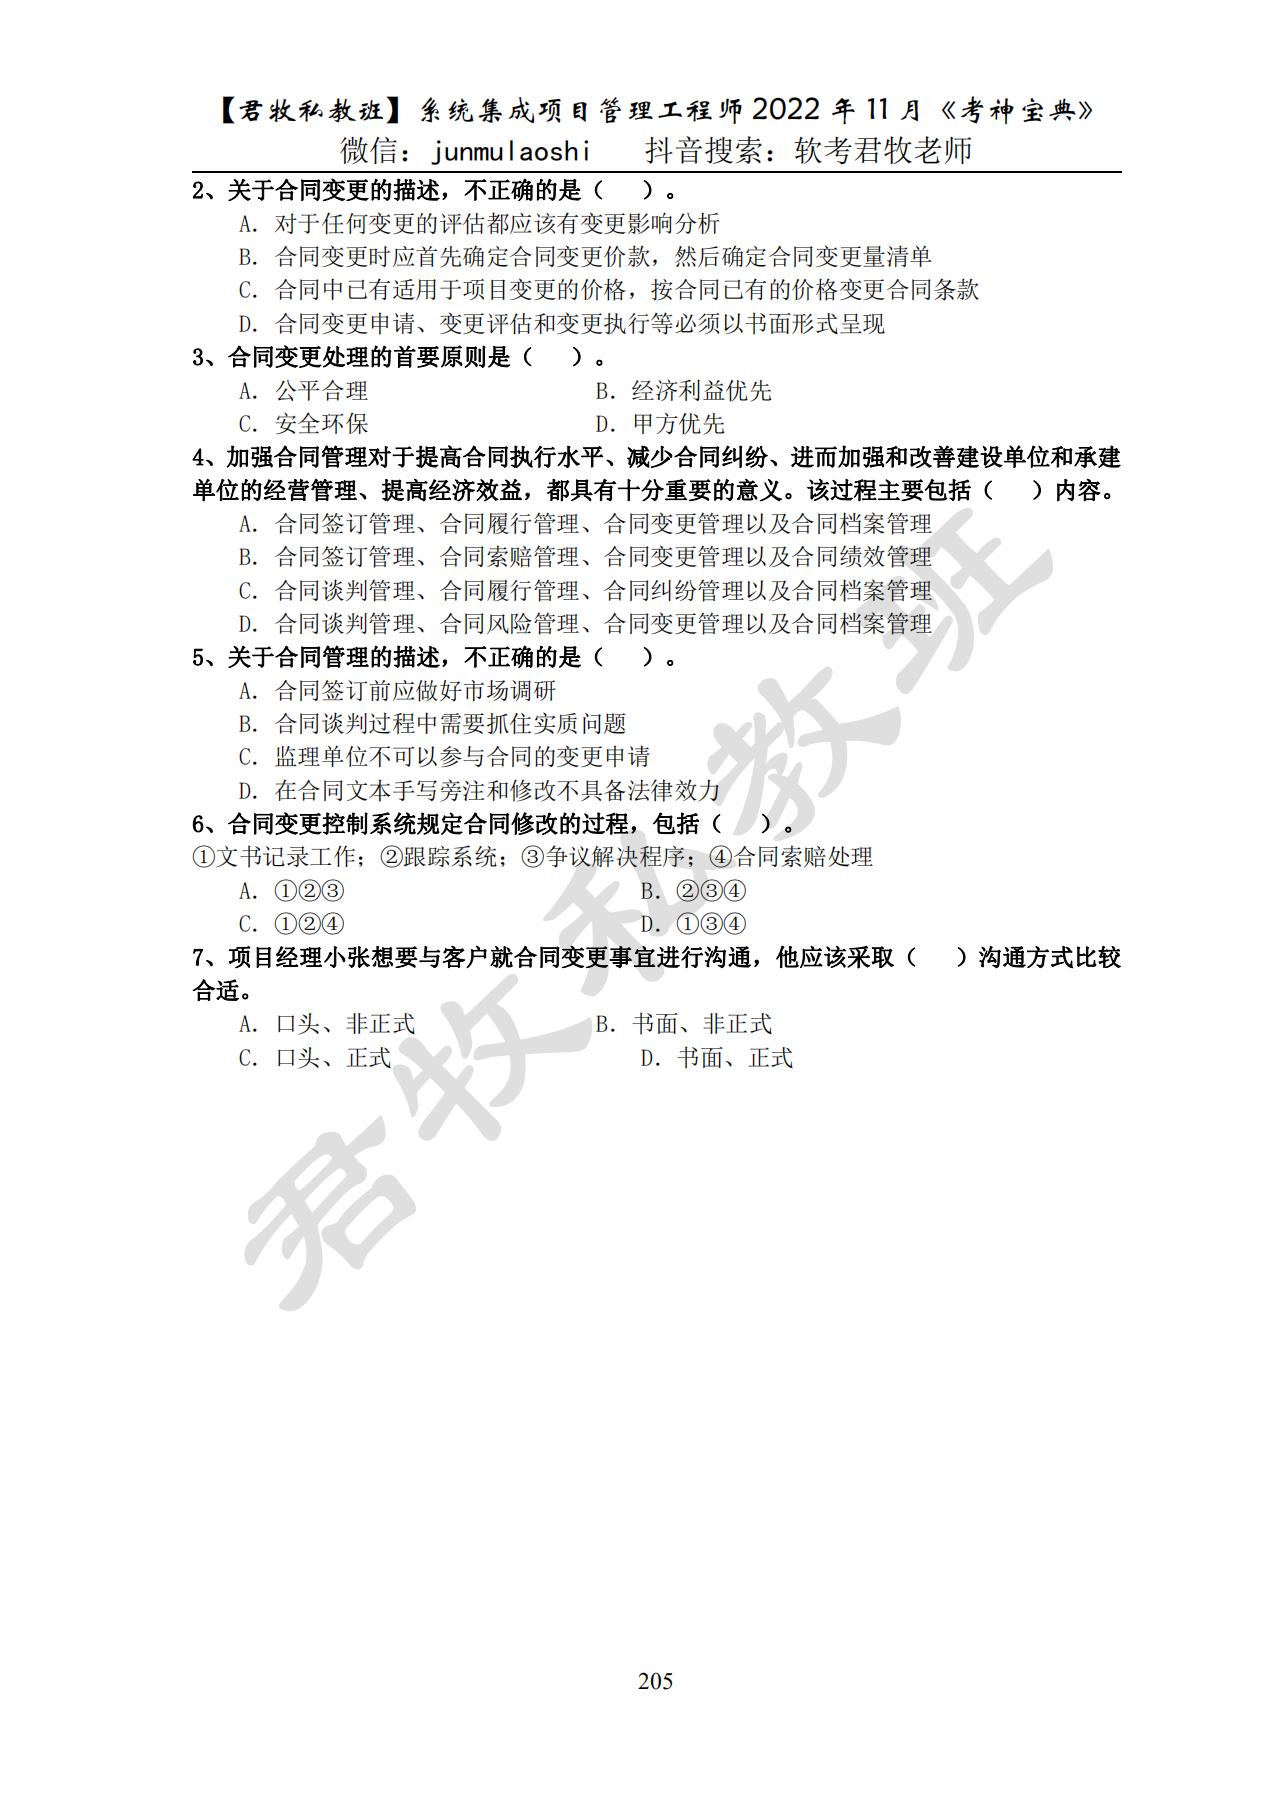 【君牧私教班】系统集成项目管理工程师 2022 年 11 月《考神宝典》
微信：junmulaoshi 抖音搜索：软考君牧老师
2、关于合同变更的描述，不正确的是（ ）。
A. 对于任何变更的评估都应该有变更影响分析
B. 合同变更时应首先确定合同变更价款，然后确定合同变更量清单
C. 合同中已有适用于项目变更的价格，按合同已有的价格变更合同条款
D. 合同变更申请、变更评估和变更执行等必须以书面形式呈现
3、合同变更处理的首要原则是（ ）。
A. 公平合理 B. 经济利益优先
C. 安全环保 D. 甲方优先
4、加强合同管理对于提高合同执行水平、减少合同纠纷、进而加强和改善建设单位和承建
单位的经营管理、提高经济效益，都具有十分重要的意义。该过程主要包括（ ）内容。
A. 合同签订管理、合同履行管理、合同变更管理以及合同档案管理
B. 合同签订管理、合同索赔管理、合同变更管理以及合同绩效管理
C. 合同谈判管理、合同履行管理、合同纠纷管理以及合同档案管理
D. 合同谈判管理、合同风险管理、合同变更管理以及合同档案管理
5、关于合同管理的描述，不正确的是（ ）。
A. 合同签订前应做好市场调研
B. 合同谈判过程中需要抓住实质问题
C. 监理单位不可以参与合同的变更申请
D. 在合同文本手写旁注和修改不具备法律效力
6、合同变更控制系统规定合同修改的过程，包括（ ）。
①文书记录工作；②跟踪系统；③争议解决程序；④合同索赔处理
A. ①②③ B. ②③④
C. ①②④ D. ①③④
7、项目经理小张想要与客户就合同变更事宜进行沟通，他应该采取（ ）沟通方式比较
合适。
A. 口头、非正式 B. 书面、非正式
C. 口头、正式 D. 书面、正式
君牧私教班
205